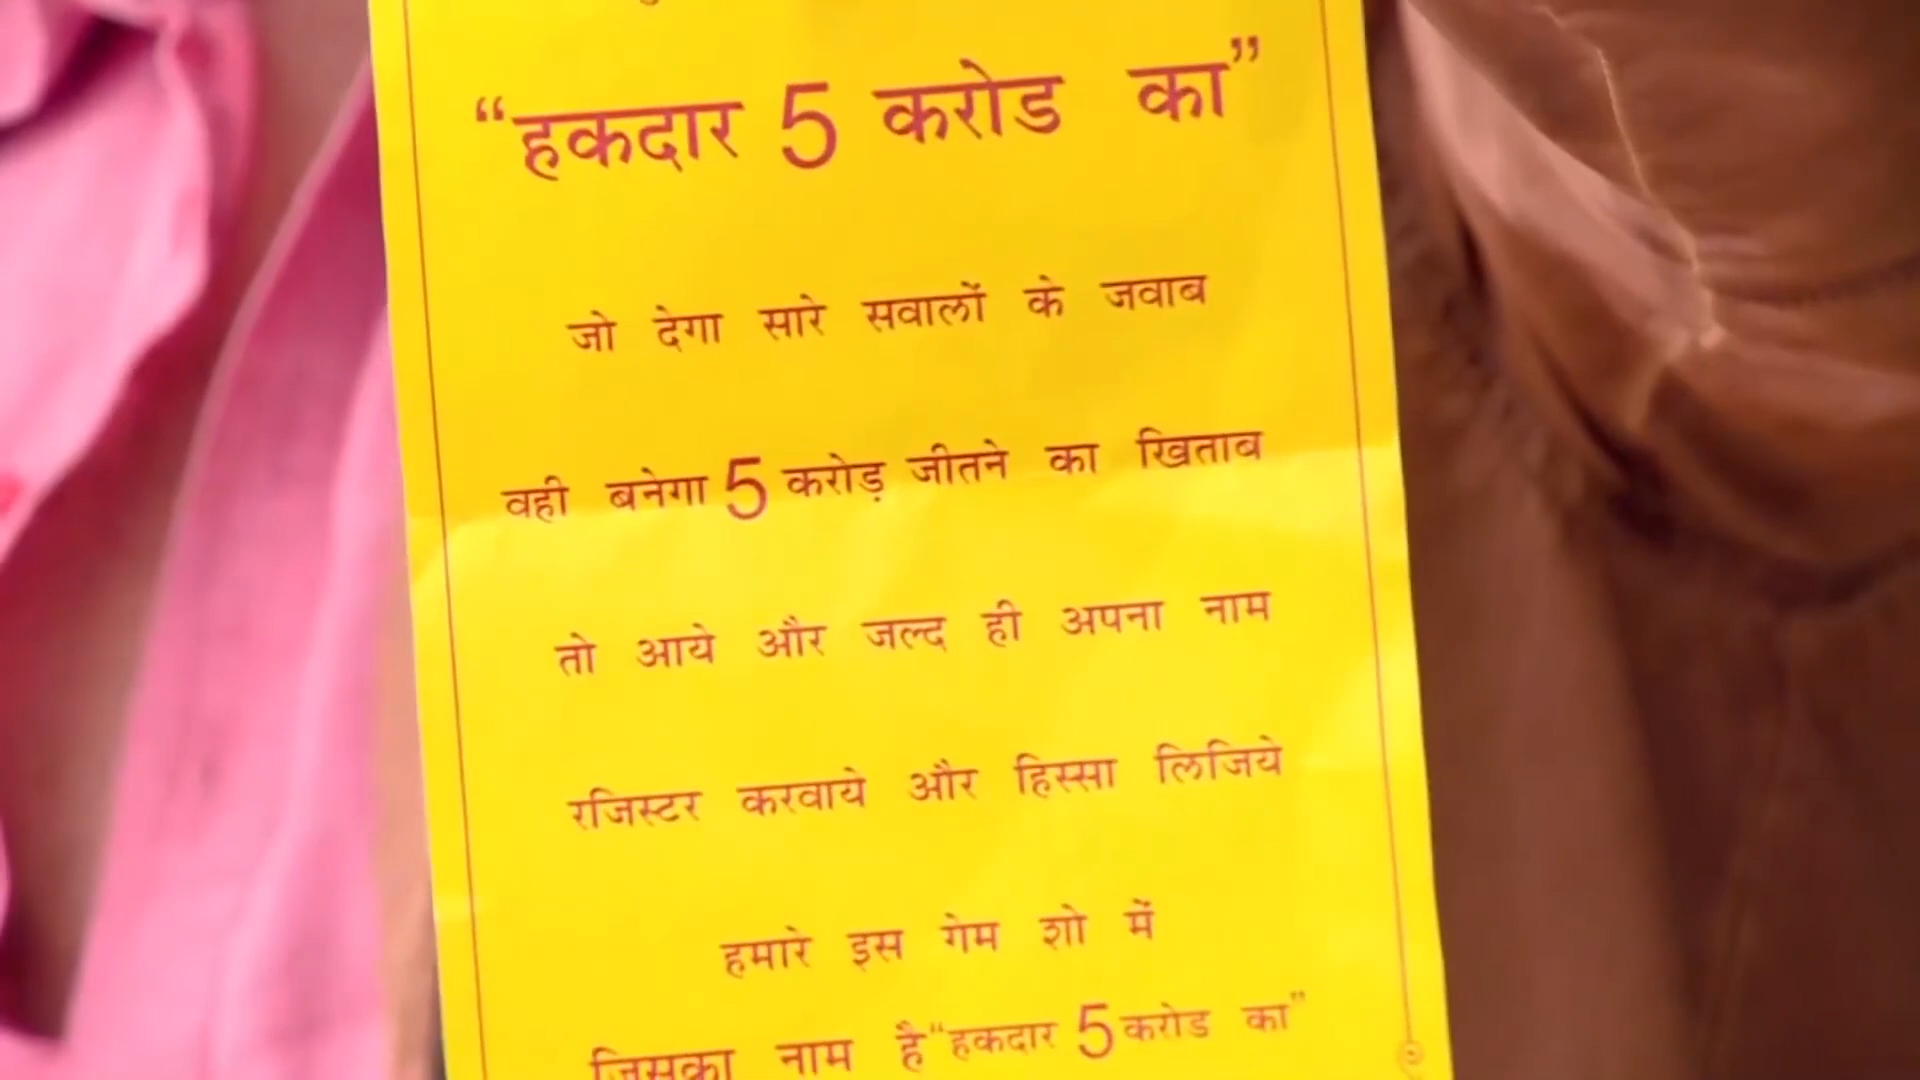 “हकदार 5 करोड का”
जो देगा सारे सवालों के जवाब
वही बनेगा 5 करोड़ जीतने का खिताब
तो आये और जल्द ही अपना नाम
रजिस्टर करवाये और हिस्सा लिजिये
हमारे इस गेम शो में
जिसका नाम है “हकदार 5 करोड का”